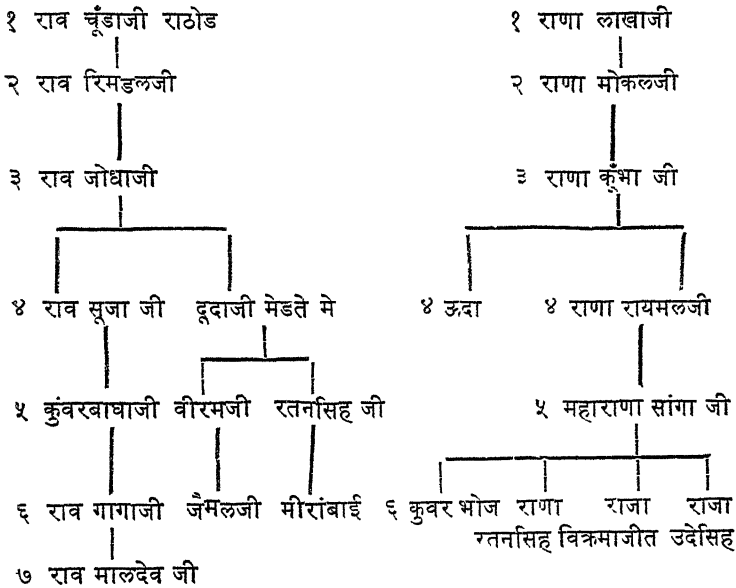 १ राव चूँडाजी राठोड १ राणा लाखाजी
२ राव रिमडलजी २ राणा मोकलजी
३ राव जोधाजी ३ राणा कूँभा जी
४ राव सूजा जी दूदाजी मेडते मे ४ ऊदा ४ राणा रायमलजी
५ कुंवरबाघाजी वीरमजी रतनसिंह जी ५ महाराणा सांगा जी
६ राव गागाजी जैमलजी मीरांबाई ६ कुवर भोज राणा राजा राजा
रतनसिह विक्रमाजीत उदेसिह
७ राव मालदेव जी